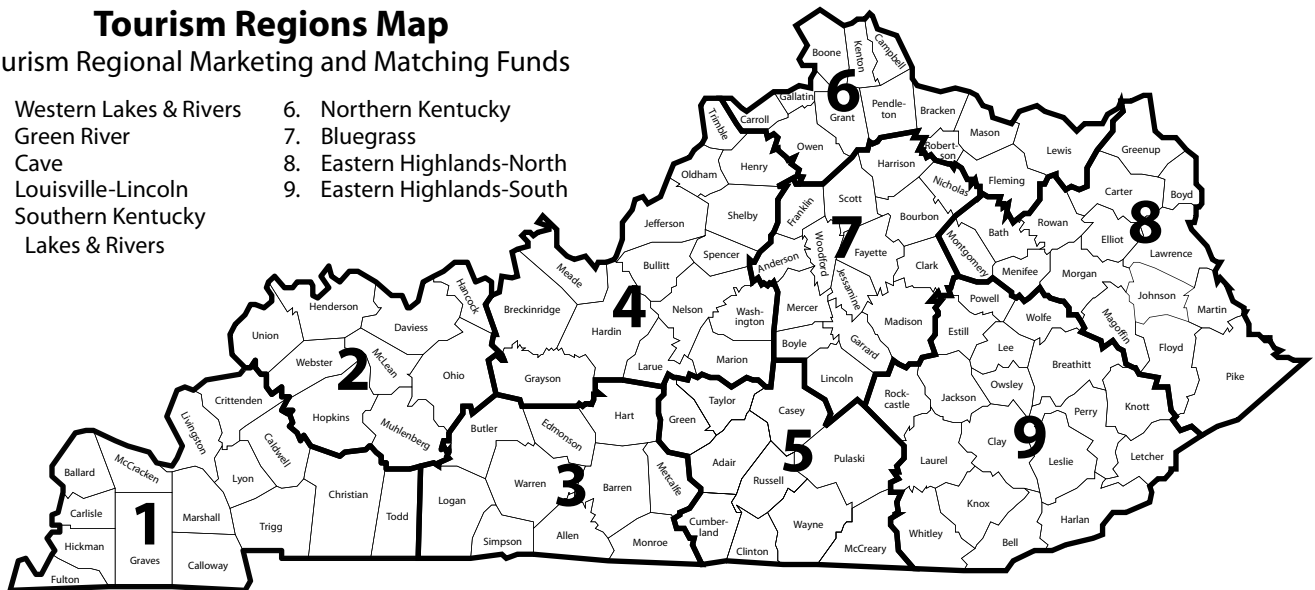 Tourism Regions Map
urism Regional Marketing and Matching Funds
Western Lakes & Rivers
Green River
Cave
Louisville-Lincoln
Southern Kentucky
Lakes & Rivers
6. Northern Kentucky
7. Bluegrass
8. Eastern Highlands-North
9. Eastern Highlands-South
Boone
Kenton
Campbell
6
Gallatin
Carroll
Grant
Pendle-
ton
Bracken
Owen
Mason
Robert-
son
Lewis
Fleming
Trimble
Henry
Oldham
Jefferson
Shelby
Spencer
Bullitt
Meade
Breckinridge
4
Hardin
Nelson
Wash-
ington
Marion
Larue
Grayson
Harrison
Nicholas
Scott
Franklin
Bourbon
7
Woodford
Fayette
Anderson
Clark
Jessamine
Mercer
Madison
Boyle
Garrard
Lincoln
Greenup
Carter
Boyd
8
Rowan
Elliot
Lawrence
Bath
Montgomery
Menifee
Morgan
Johnson
Martin
Magoffin
Floyd
Pike
Powell
Wolfe
Estill
Lee
Breathitt
Owsley
Jackson
Rock-
castle
Perry
Knott
Clay
9
Leslie
Letcher
Laurel
Knox
Harlan
Whitley
Bell
Hancock
Henderson
Daviess
Union
Webster
McLean
2
Ohio
Hopkins
Muhlenberg
Crittenden
Livingston
Caldwell
Lyon
Christian
Todd
Trigg
Ballard
McCracken
Carlisle
1
Marshall
Hickman
Graves
Calloway
Fulton
Butler
Edmonson
Hart
Warren
3
Barren
Metcalfe
Logan
Simpson
Allen
Monroe
Taylor
Green
Casey
Adair
5
Pulaski
Russell
Cumber-
land
Wayne
Clinton
McCreary